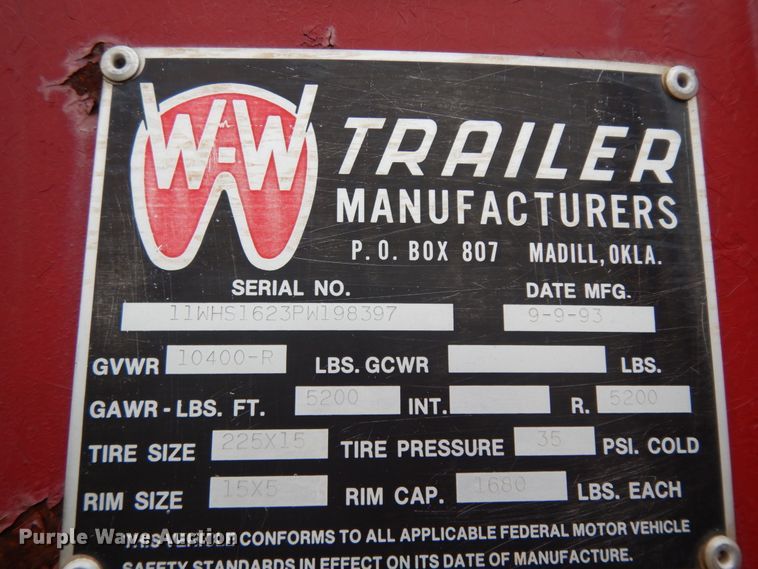 W-W TRAILER
MANUFACTURERS
P. O. BOX 807 MADILL, OKLA.
SERIAL NO. DATE MFG.
11WHS1623PW198397 9-9-93
GVWR 10400-R LBS. GCWR LBS.
GAWR - LBS. FT. 5200 INT. R. 5200
TIRE SIZE 225X15 TIRE PRESSURE 35 PSI. COLD
RIM SIZE 15X5 RIM CAP. 1680 LBS. EACH
THIS VEHICLE CONFORMS TO ALL APPLICABLE FEDERAL MOTOR VEHICLE
SAFETY STANDARDS IN EFFECT ON ITS DATE OF MANUFACTURE.
Purple Wave Auction